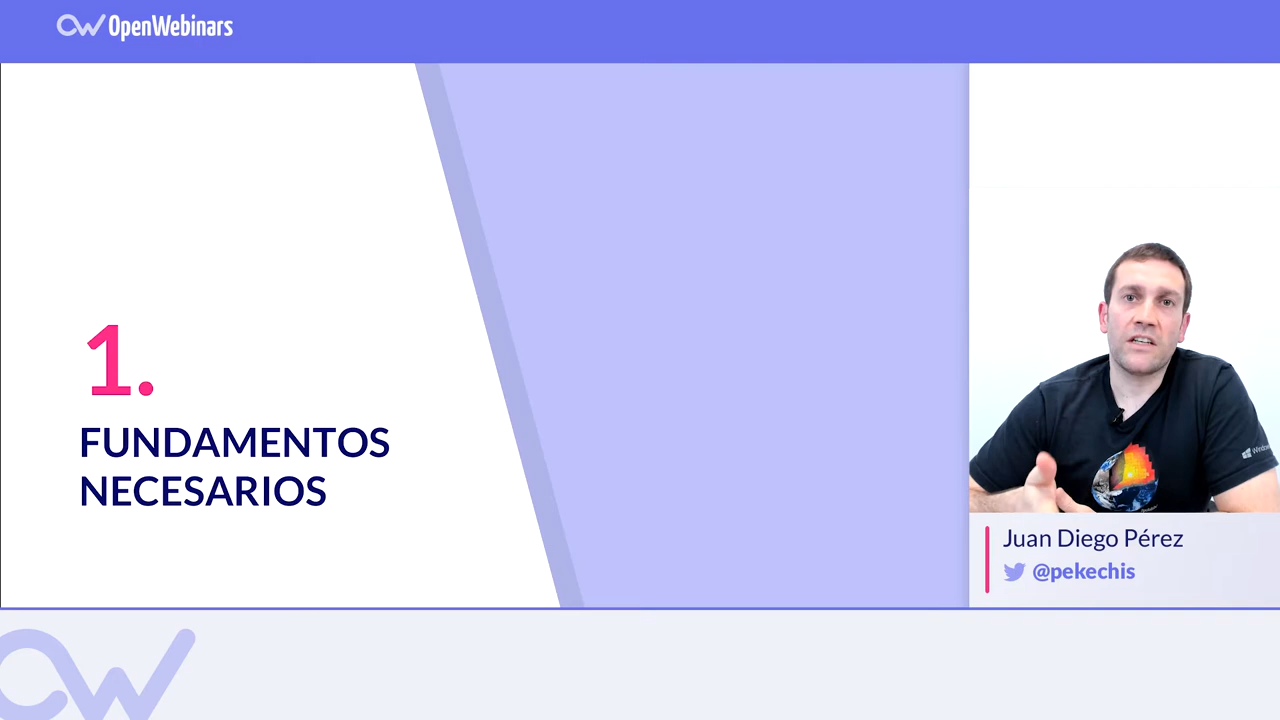 OpenWebinars
1.
FUNDAMENTOS
NECESARIOS
Juan Diego Pérez
@pekechis